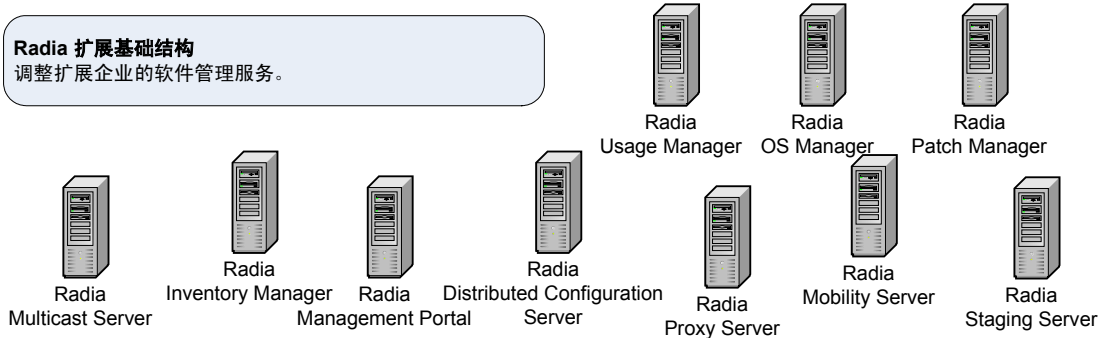 Radia 扩展基础结构
调整扩展企业的软件管理服务。
Radia
Usage Manager
Radia
OS Manager
Radia
Patch Manager
Radia
Multicast Server
Radia
Inventory Manager
Radia
Management Portal
Radia
Distributed Configuration
Server
Radia
Proxy Server
Radia
Mobility Server
Radia
Staging Server